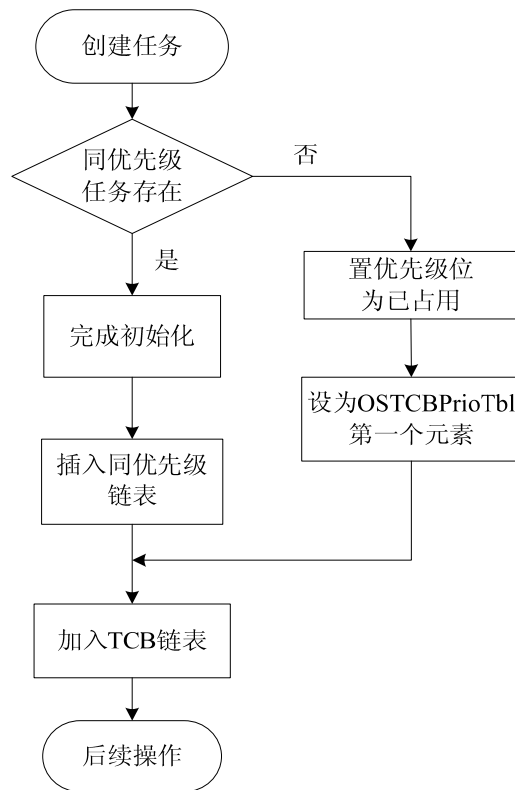 创建任务
同优先级
任务存在
否
是
置优先级位
为已占用
完成初始化
设为OSTCBPrioTbl
第一个元素
插入同优先级
链表
加入TCB链表
后续操作